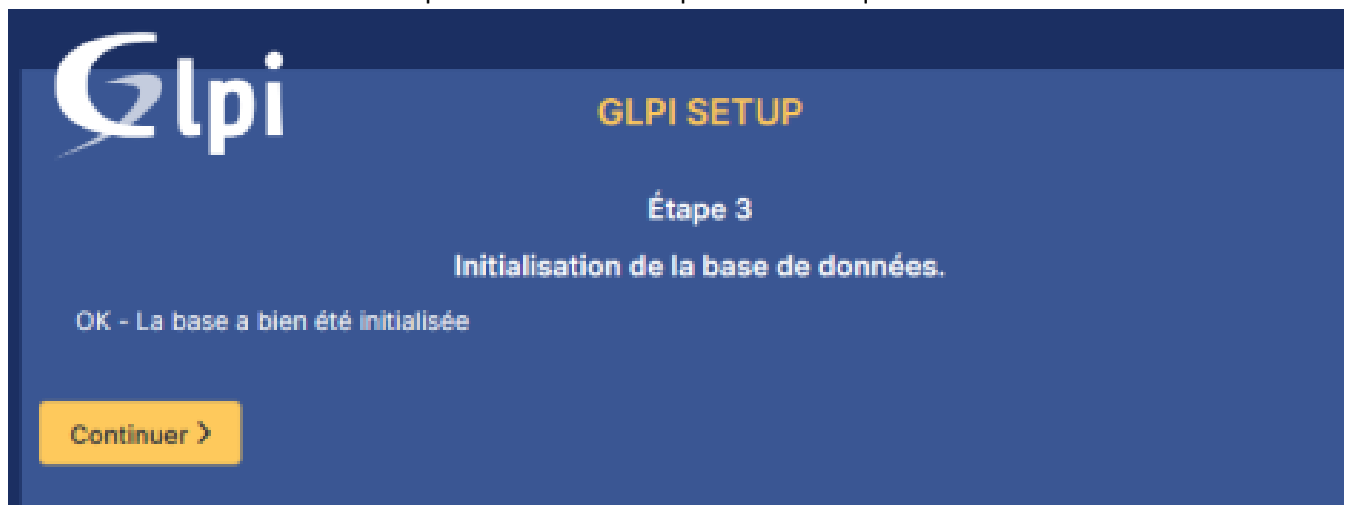 Glpi
GLPI SETUP
Étape 3
Initialisation de la base de données.
OK - La base a bien été initialisée
Continuer >